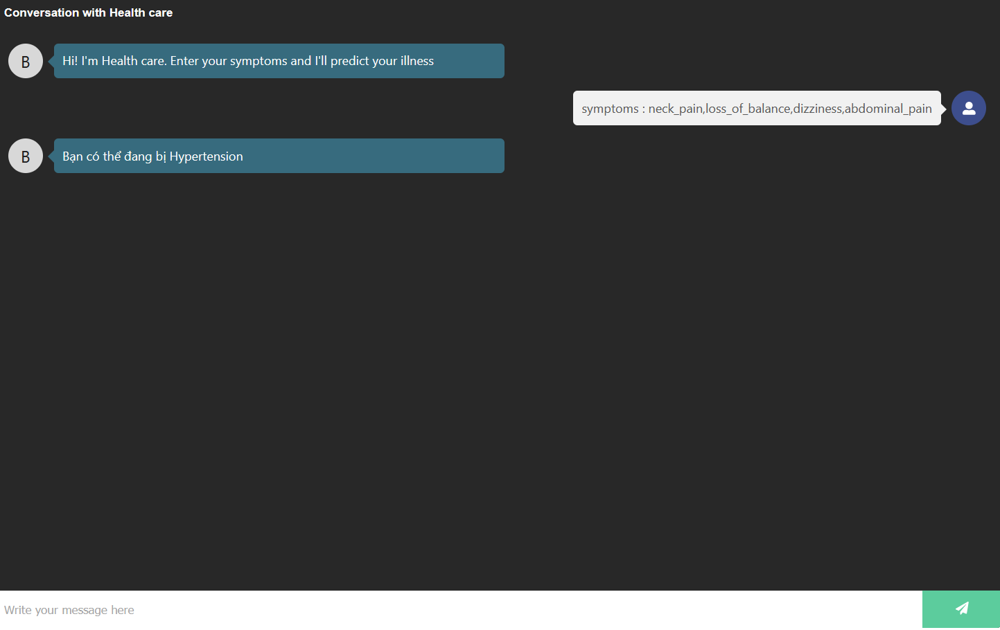 Conversation with Health care
B
Hi! I'm Health care. Enter your symptoms and I'll predict your illness
symptoms : neck_pain,loss_of_balance,dizziness,abdominal_pain
B
Bạn có thể đang bị Hypertension
Write your message here